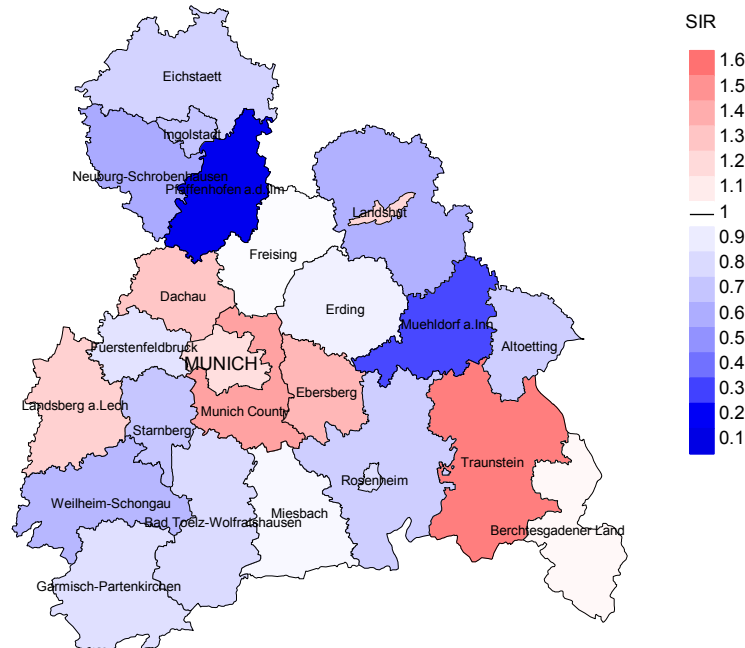 SIR
1.6
1.5
1.4
1.3
1.2
1.1
1
0.9
0.8
0.7
0.6
0.5
0.4
0.3
0.2
0.1
Eichstaett
Ingolstadt
Neuburg-Schrobenhausen
Pfaffenhofen a.d.Ilm
Landshut
Freising
Dachau
Erding
Muehldorf a.Inn
Altoetting
Fuerstenfeldbruck
MUNICH
Ebersberg
Landsberg a.Lech
Munich County
Starnberg
Traunstein
Rosenheim
Weilheim-Schongau
Miesbach
Bad Toelz-Wolfratshausen
Berchtesgadener Land
Garmisch-Partenkirchen